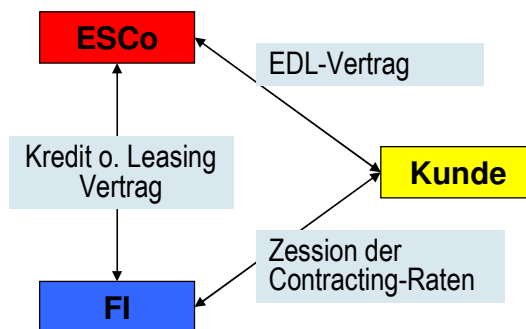 ESCo
EDL-Vertrag
Kredit o. Leasing
Vertrag
Kunde
Zession der
Contracting-Raten
FI